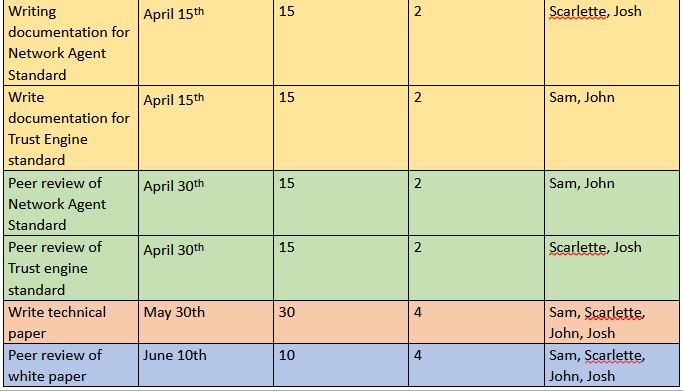 Writing April 15th 15 2 Scarlette, Josh
documentation for
Network Agent
Standard
Write April 15th 15 2 Sam, John
documentation for
Trust Engine
standard
Peer review of April 30th 15 2 Sam, John
Network Agent
Standard
Peer review of April 30th 15 2 Scarlette, Josh
Trust engine
standard
Write technical May 30th 30 4 Sam, Scarlette,
paper John, Josh
Peer review of June 10th 10 4 Sam, Scarlette,
white paper John, Josh